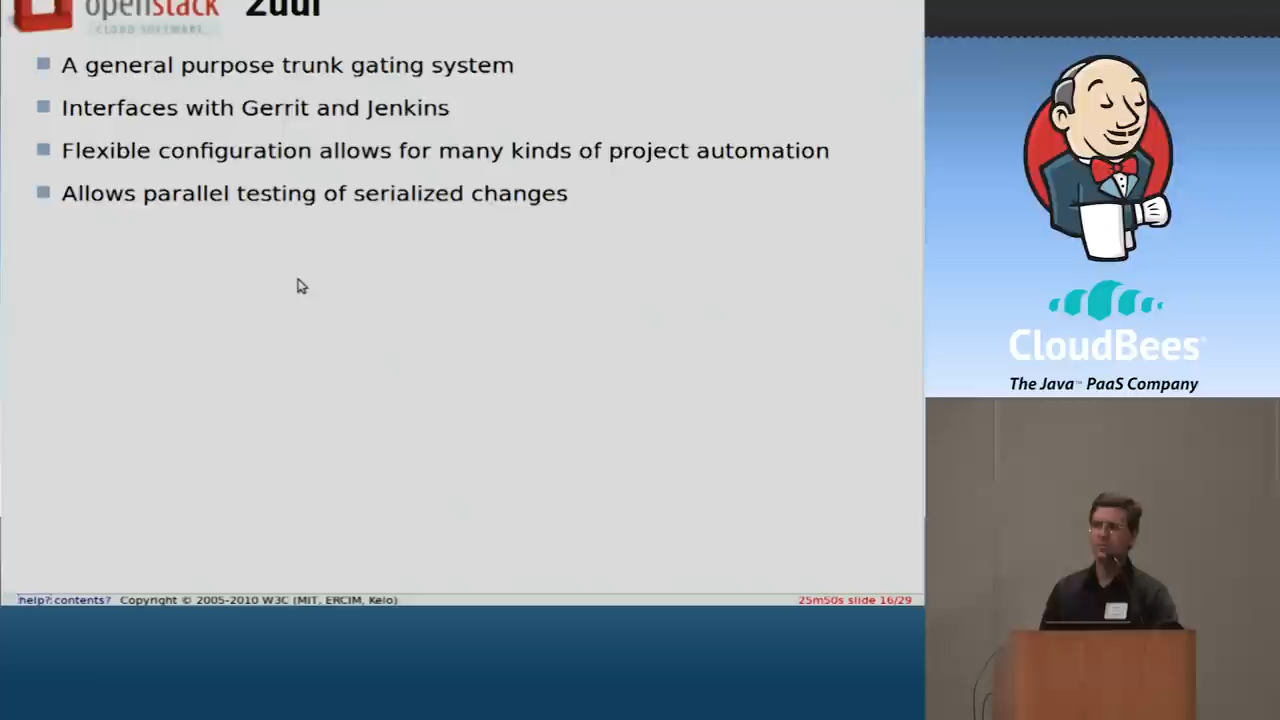 openstack Zuul
CLOUD SOFTWARE
A general purpose trunk gating system
Interfaces with Gerrit and Jenkins
Flexible configuration allows for many kinds of project automation
Allows parallel testing of serialized changes
help? contents? Copyright © 2005-2010 W3C (MIT, ERCIM, Keio)
25m50s slide 16/29
CloudBees
The Java™ PaaS Company